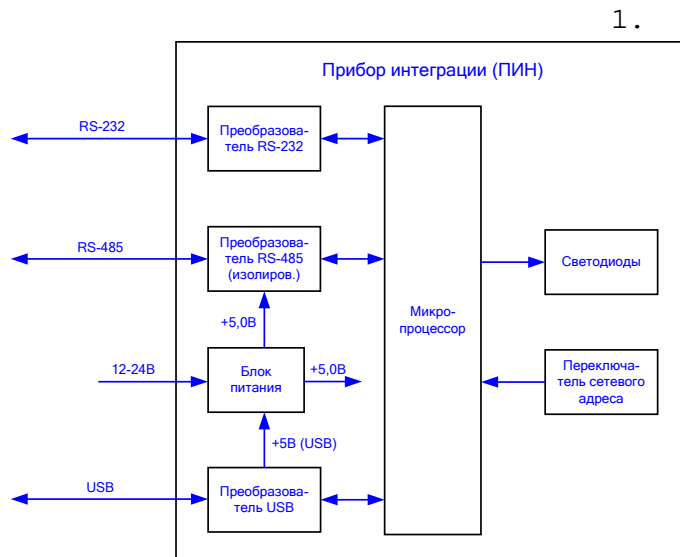 1.
Прибор интеграции (ПИН)
RS-232
Преобразова-
тель RS-232
RS-485
Преобразова-
тель RS-485
(изолиров.)
Светодиоды
Микро-
процессор
+5,0В
12-24В
Блок
питания
+5,0В
Переключа-
тель сетевого
адреса
+5В (USB)
USB
Преобразова-
тель USB